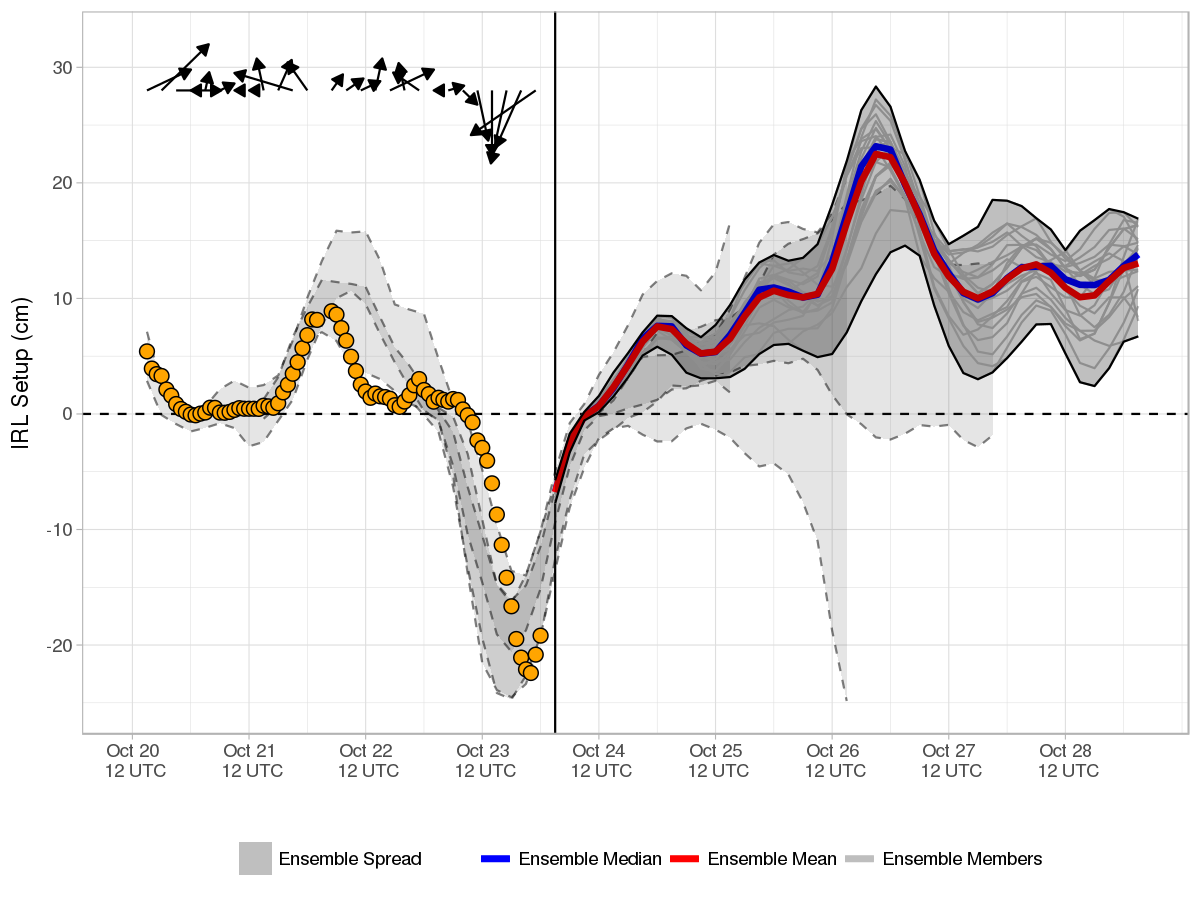 IRL Setup (cm)
30
20
10
0
-10
-20
Oct 20 Oct 21 Oct 22 Oct 23 Oct 24 Oct 25 Oct 26 Oct 27 Oct 28
12 UTC 12 UTC 12 UTC 12 UTC 12 UTC 12 UTC 12 UTC 12 UTC 12 UTC
Ensemble Spread Ensemble Median Ensemble Mean Ensemble Members